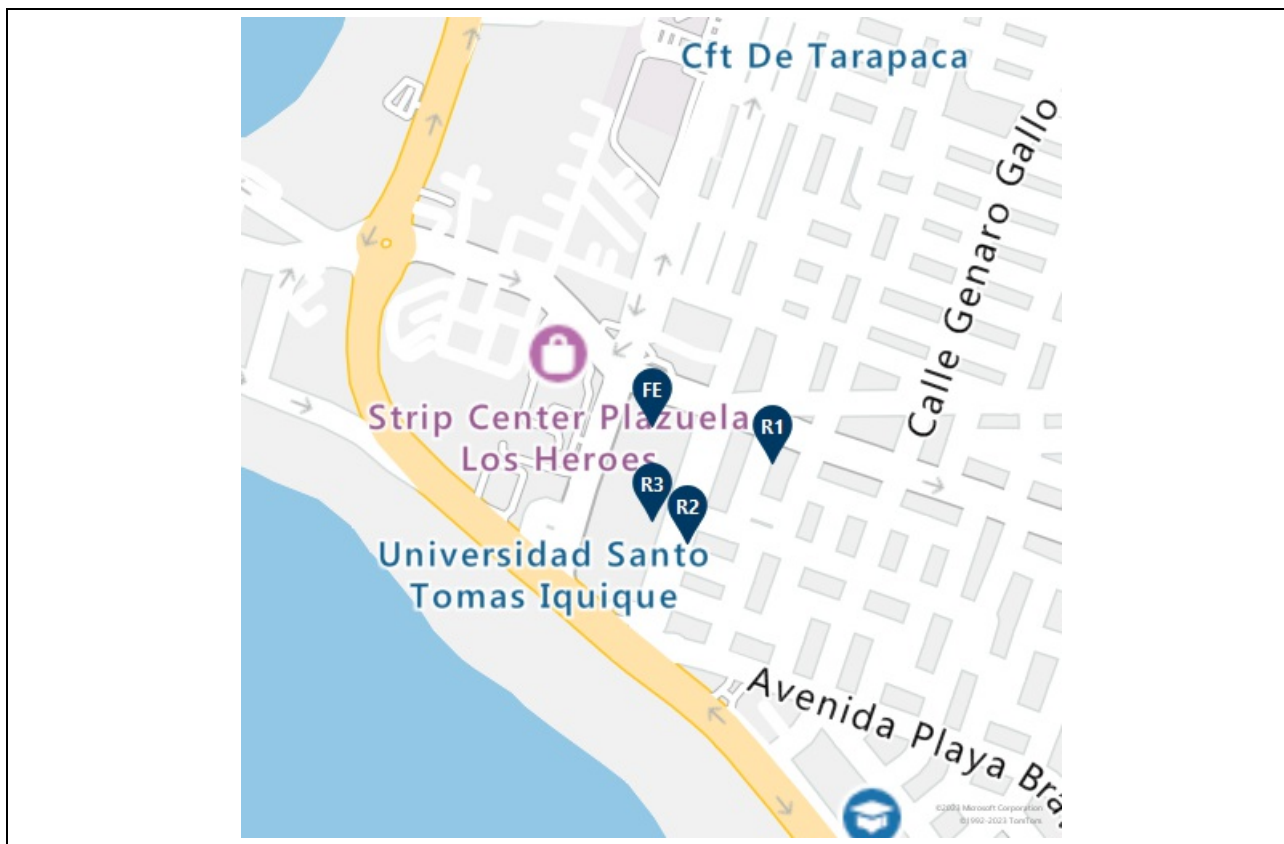 Cft De Tarapaca
Calle Genaro Gallo
FE
R1
Strip Center Plazuela
Los Heroes
R3
R2
Universidad Santo
Tomas Iquique
Avenida Playa Bra
©2023 Microsoft Corporation
©1992-2023 TomTom